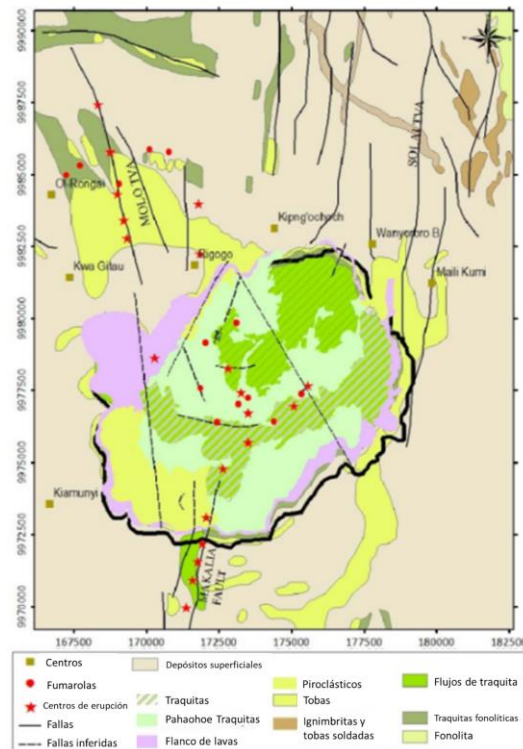 9990000
9987500
9985000
9982500
9980000
9977500
9975000
9972500
9970000
MOLO TVA
SOLAI TVA
Ol-Rongai
Kipng'ochoch
Wanyororo B
Kwa Gitau
Rigogo
Maili Kumi
Kiamunyi
MAKALIA
FAULT
167500 170000 172500 175000 177500 180000 182500
Centros
Fumarolas
Centros de erupción
Fallas
Fallas inferidas
Depósitos superficiales
Traquitas
Pahaohoe Traquitas
Flanco de lavas
Piroclásticos
Tobas
Ignimbritas y
tobas soldadas
Flujos de traquita
Traquitas fonolíticas
Fonolita